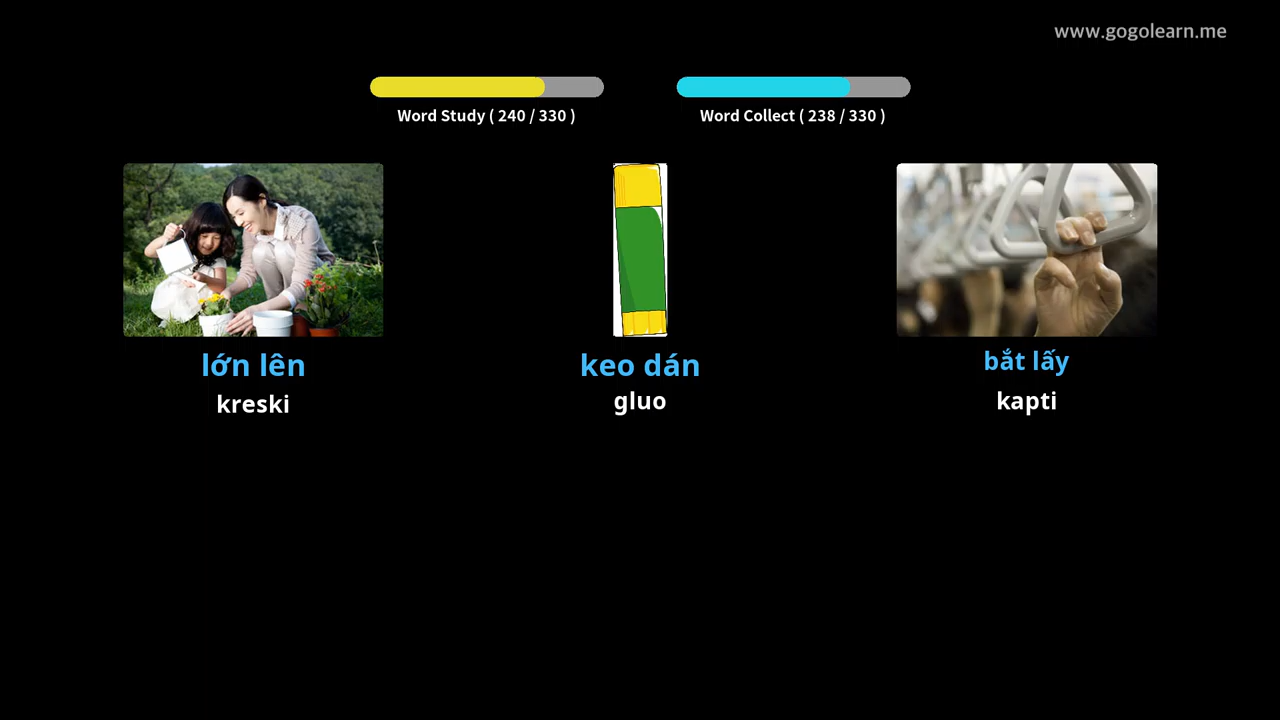 www.gogolearn.me
Word Study ( 240 / 330 )
Word Collect ( 238 / 330 )
lớn lên
kreski
keo dán
gluo
bắt lấy
kapti